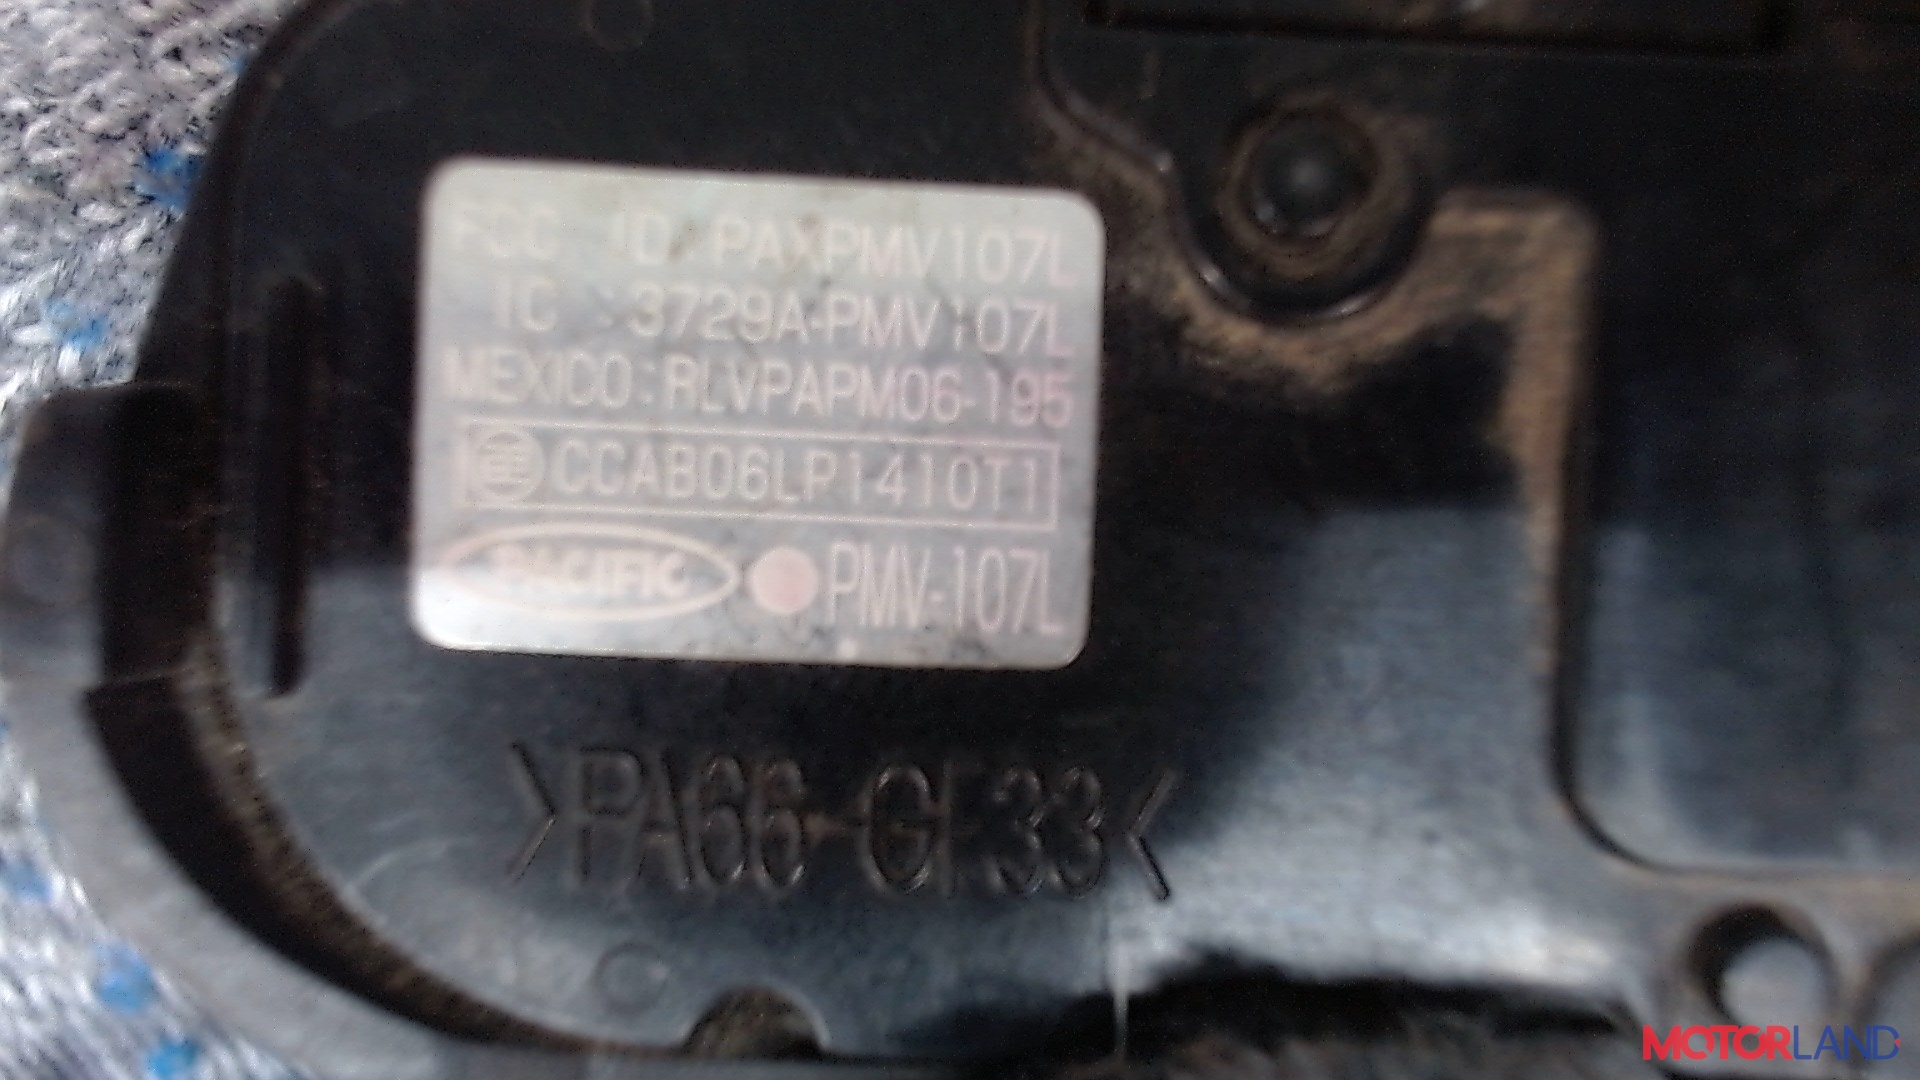 FCC ID: PAXPMV107L
IC : 3729A-PMV107L
MEXICO: RLVPAPM06-195
CCAB06LP1410T1
PACIFIC PMV-107L
>PA66-GF33<
MOTORLAND